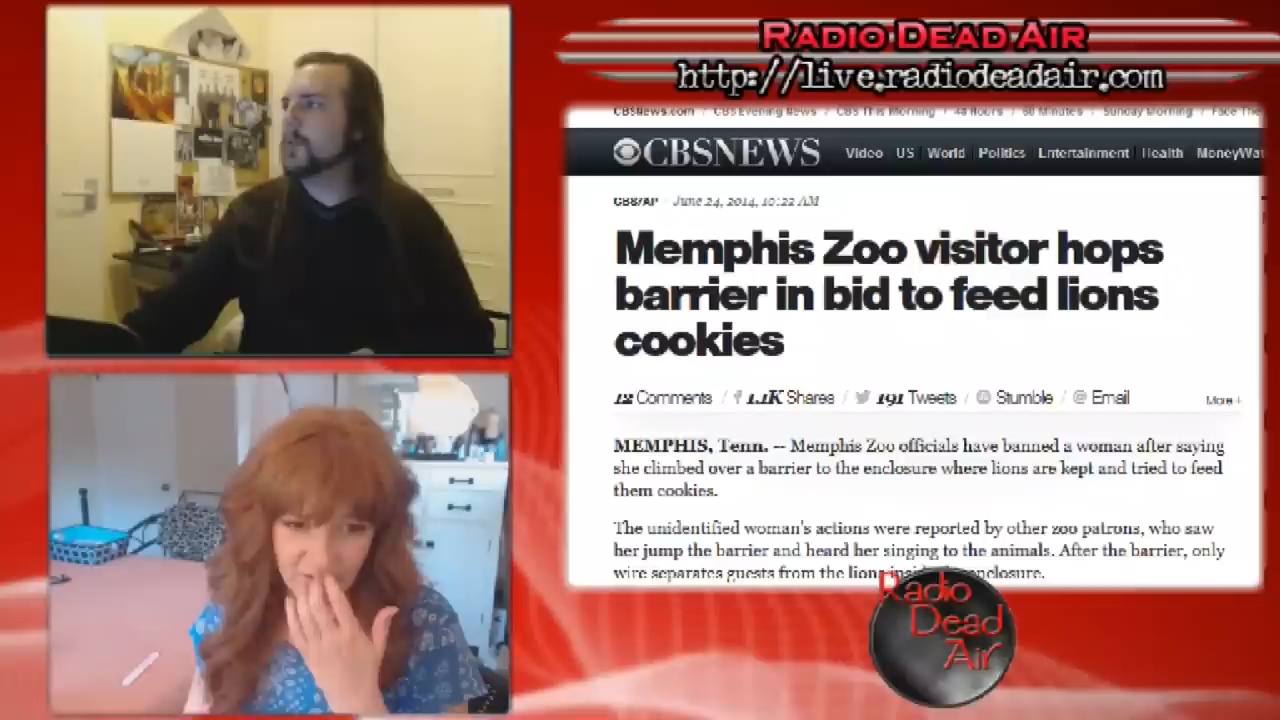 RADIO DEAD AIR
http://live.radiodeadair.com
CBSNews.com / CBS Evening News / CBS This Morning / 48 Hours / 60 Minutes / Sunday Morning / Face The
CBSNEWS Video US World Politics Entertainment Health MoneyWat
CBS/AP / June 24, 2014, 10:22 AM
Memphis Zoo visitor hops
barrier in bid to feed lions
cookies
12 Comments / f 1.1K Shares / 191 Tweets / Stumble / @ Email More +
MEMPHIS, Tenn. -- Memphis Zoo officials have banned a woman after saying
she climbed over a barrier to the enclosure where lions are kept and tried to feed
them cookies.
The unidentified woman's actions were reported by other zoo patrons, who saw
her jump the barrier and heard her singing to the animals. After the barrier, only
wire separates guests from the lions inside enclosure.
Radio
Dead
Air